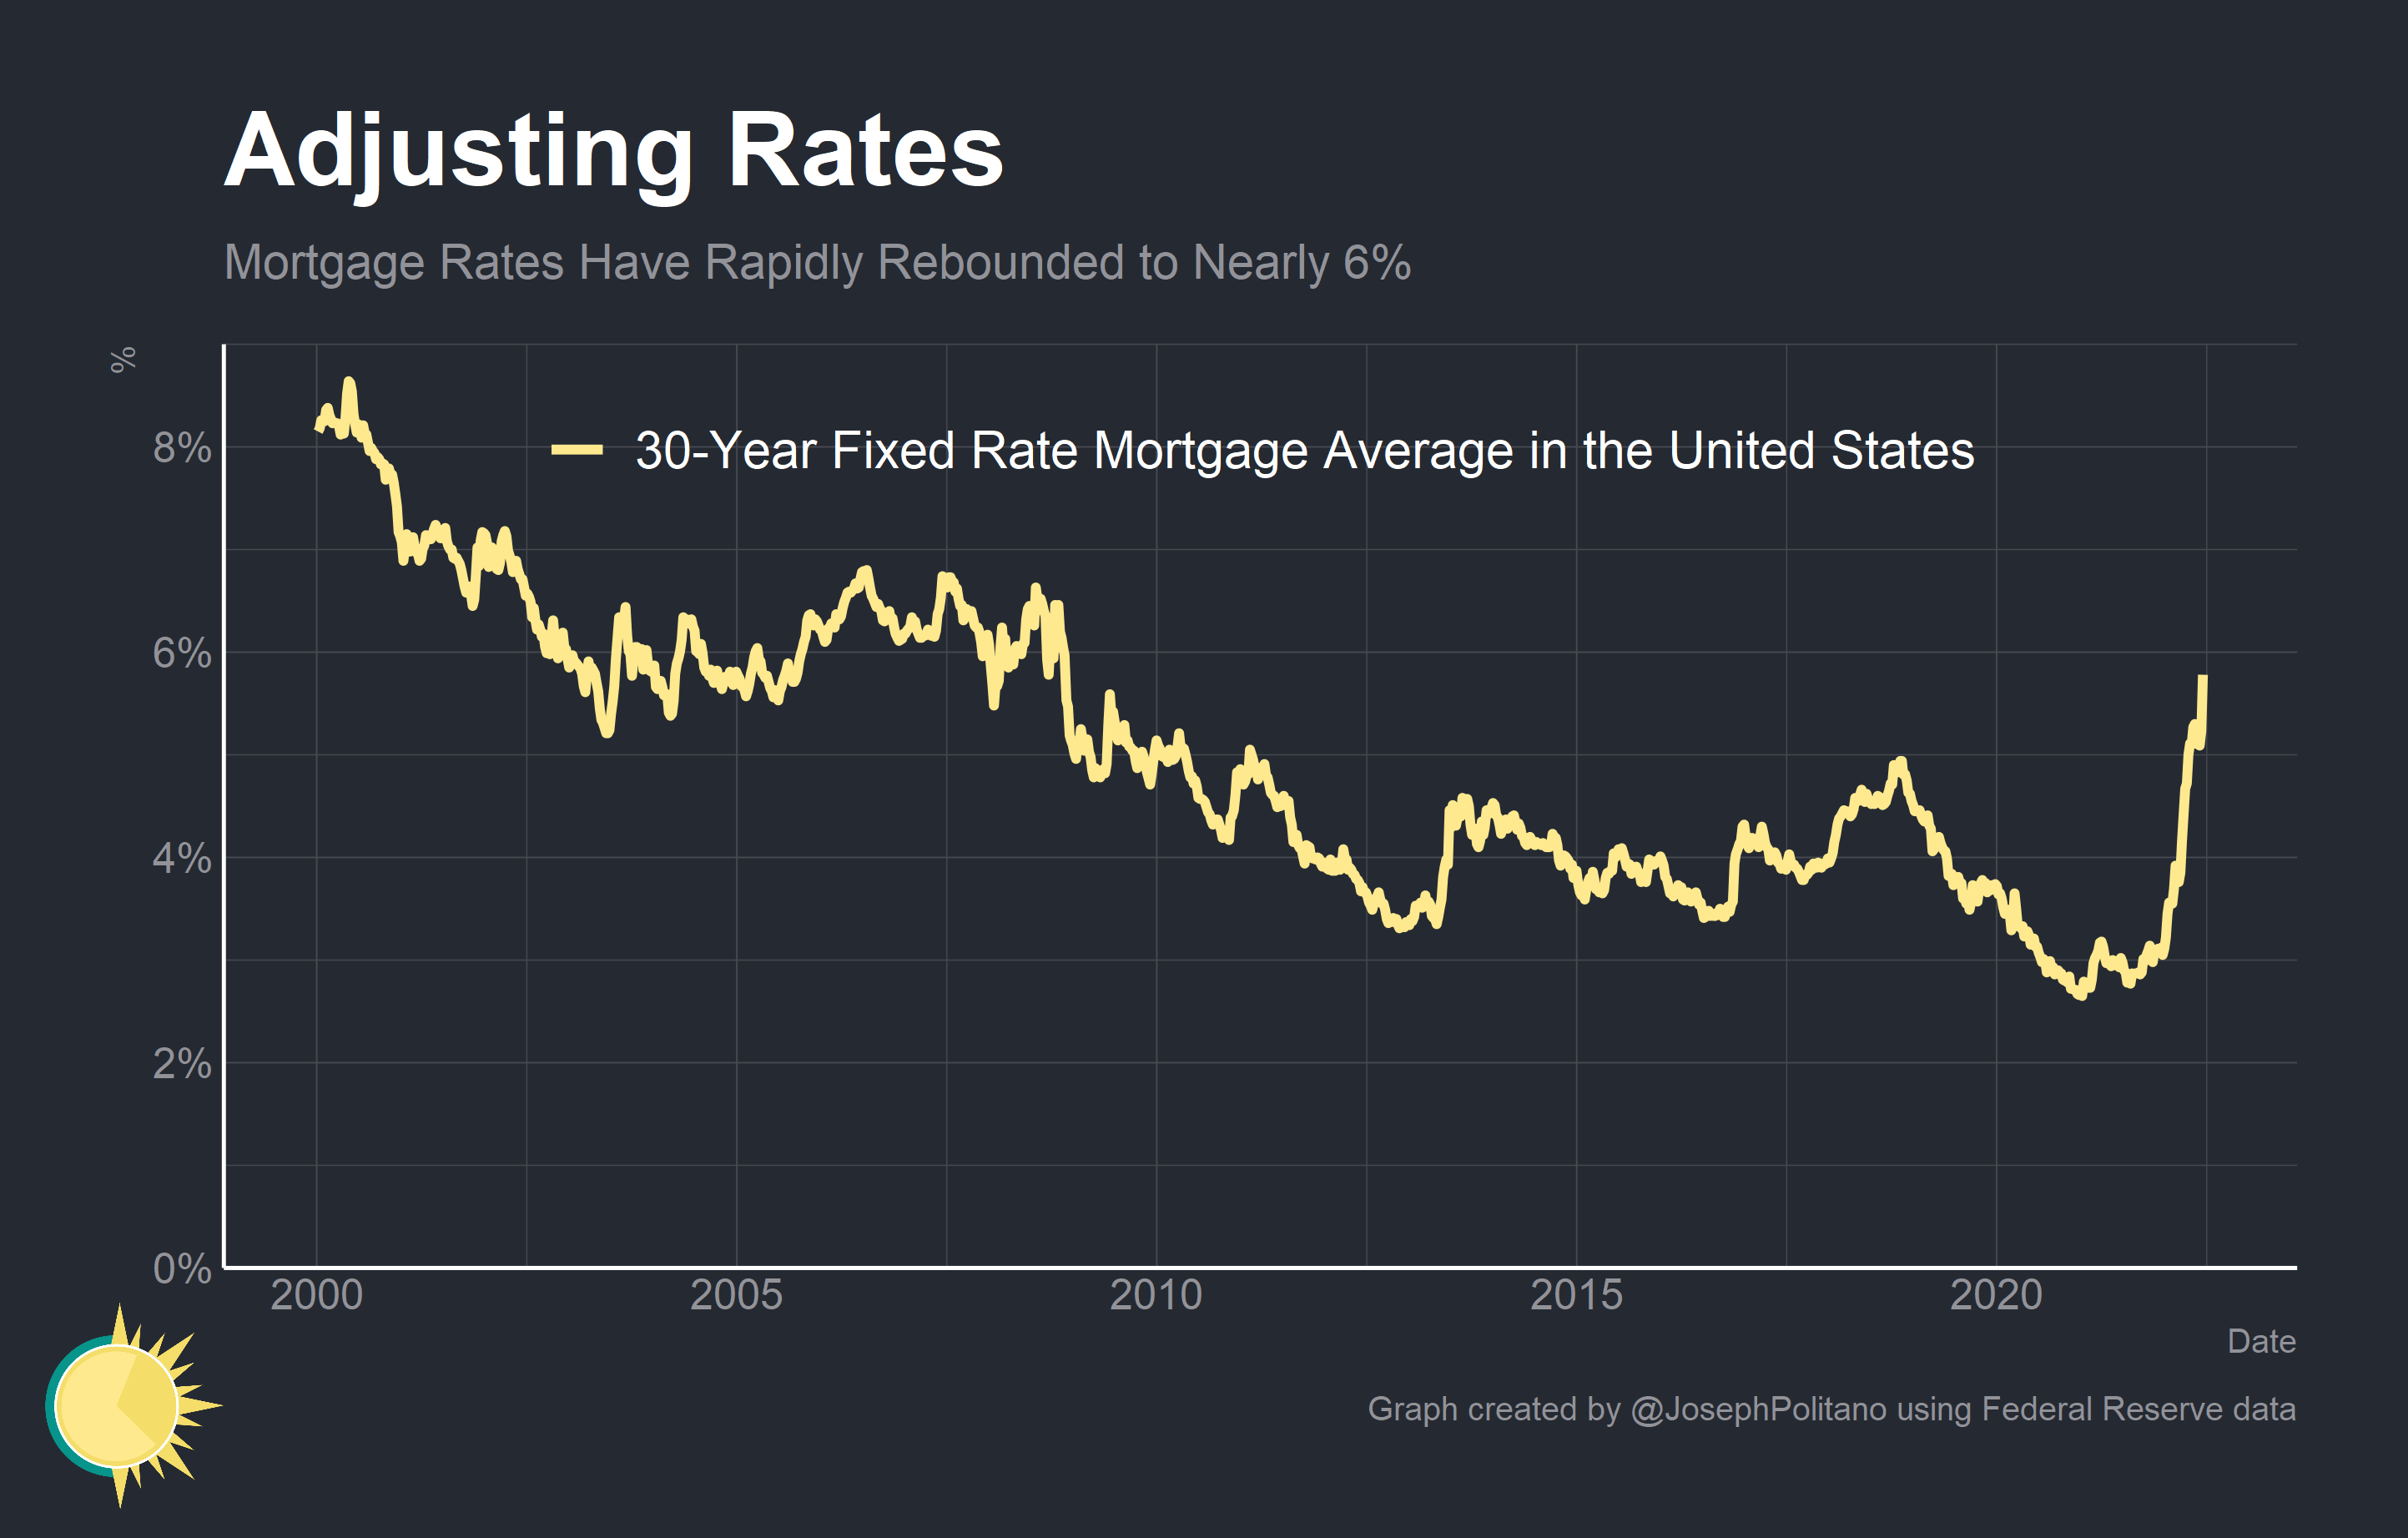 Adjusting Rates
Mortgage Rates Have Rapidly Rebounded to Nearly 6%
%
30-Year Fixed Rate Mortgage Average in the United States
8%
6%
4%
2%
0%
2000 2005 2010 2015 2020
Date
Graph created by @JosephPolitano using Federal Reserve data